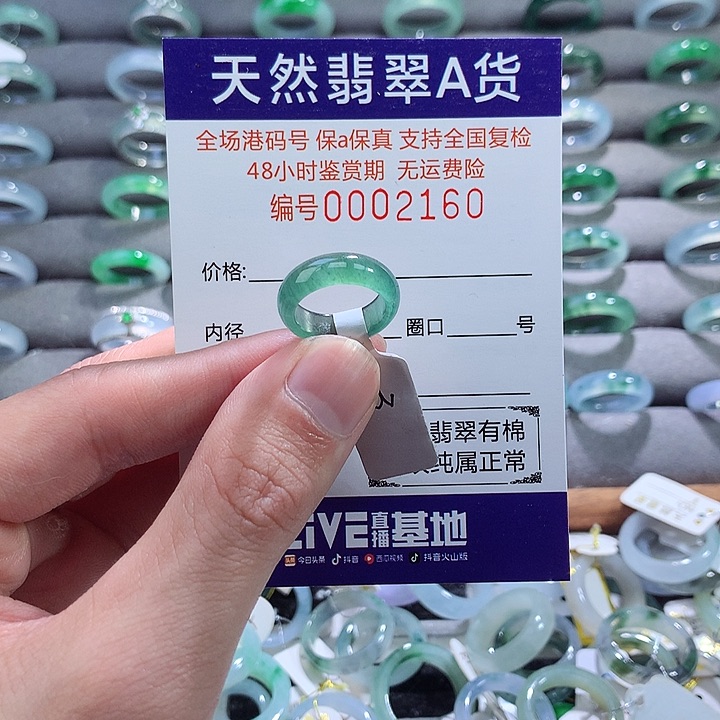 天然翡翠A货
全场港码号 保a保真 支持全国复检
48小时鉴赏期 无运费险
编号0002160
价格:
内径 圈口 号
翡翠有棉
纯属正常
LiVE直播基地
今日头条 抖音 西瓜视频 抖音火山版